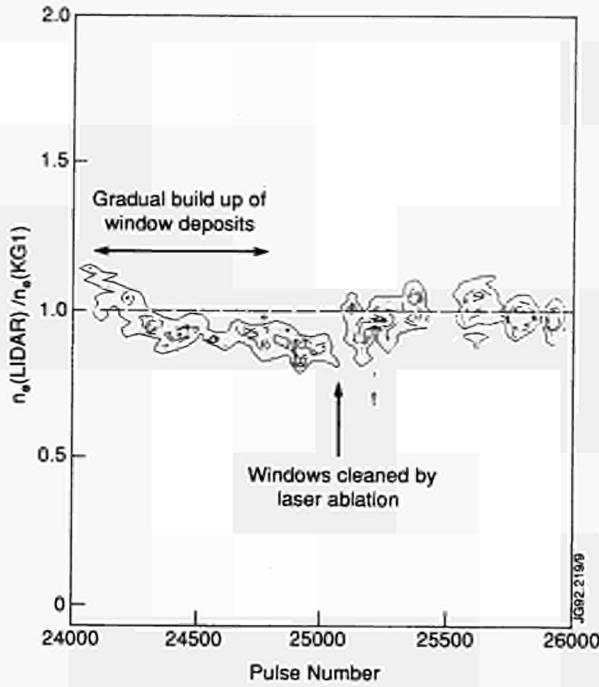 2.0
1.5
Gradual build up of
window deposits
nₑ(LIDAR)/nₑ(KG1)
1.0
0.5
Windows cleaned by
laser ablation
0
JG92.219/9
24000 24500 25000 25500 26000
Pulse Number